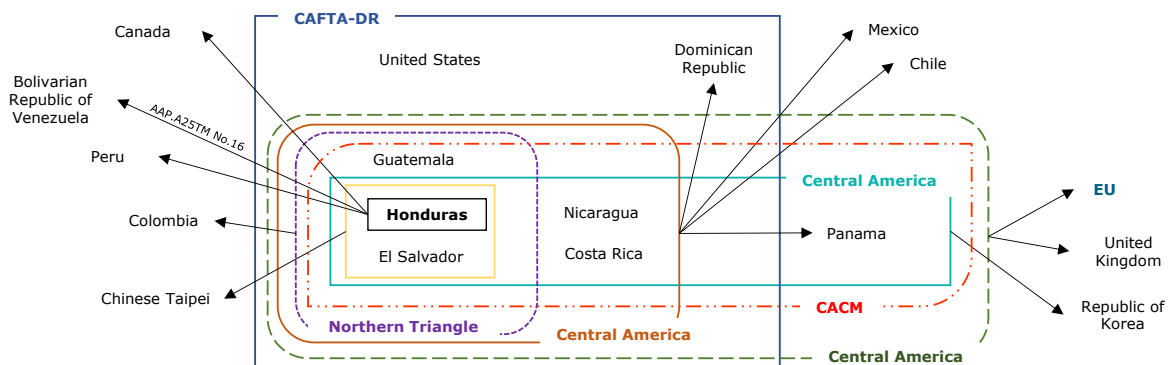 CAFTA-DR
Canada
United States
Dominican
Republic
Mexico
Chile
Bolivarian
Republic of
Venezuela
AAP.A25TM No.16
Peru
Guatemala
Central America
EU
Colombia
Honduras
Nicaragua
Panama
El Salvador
Costa Rica
United
Kingdom
Chinese Taipei
CACM
Republic of
Korea
Northern Triangle
Central America
Central America